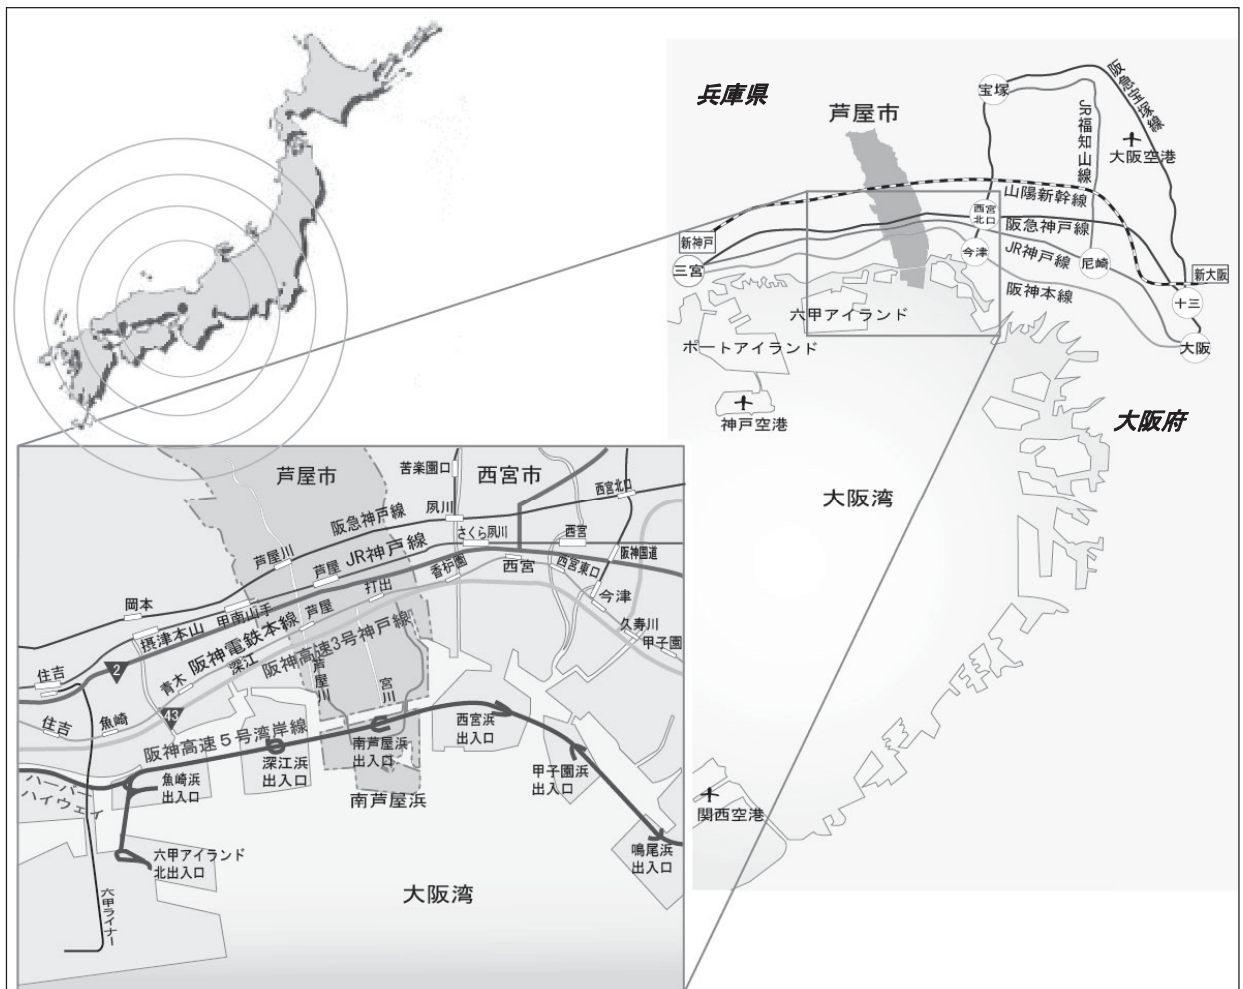 兵庫県
芦屋市
宝塚
阪急宝塚線
JR福知山線
大阪空港
山陽新幹線
西宮
北口
阪急神戸線
新神戸
三宮
今津
JR神戸線
尼崎
新大阪
阪神本線
十三
六甲アイランド
大阪
ポートアイランド
神戸空港
大阪府
大阪湾
関西空港
芦屋市
苦楽園口
西宮市
西宮北口
阪急神戸線
夙川
さくら夙川
西宮
芦屋川
芦屋
JR神戸線
阪神国道
香櫨園
西宮
西宮東口
打出
岡本
甲南山手
芦屋
今津
摂津本山
阪神電鉄本線
久寿川
甲子園
阪神高速3号神戸線
住吉
2
青木
深江
芦屋川
宮川
住吉
魚崎
43
阪神高速5号湾岸線
西宮浜
出入口
南芦屋浜
出入口
深江浜
出入口
甲子園浜
出入口
ハーバー
ハイウェイ
魚崎浜
出入口
南芦屋浜
鳴尾浜
出入口
六甲アイランド
北出入口
六甲ライナー
大阪湾